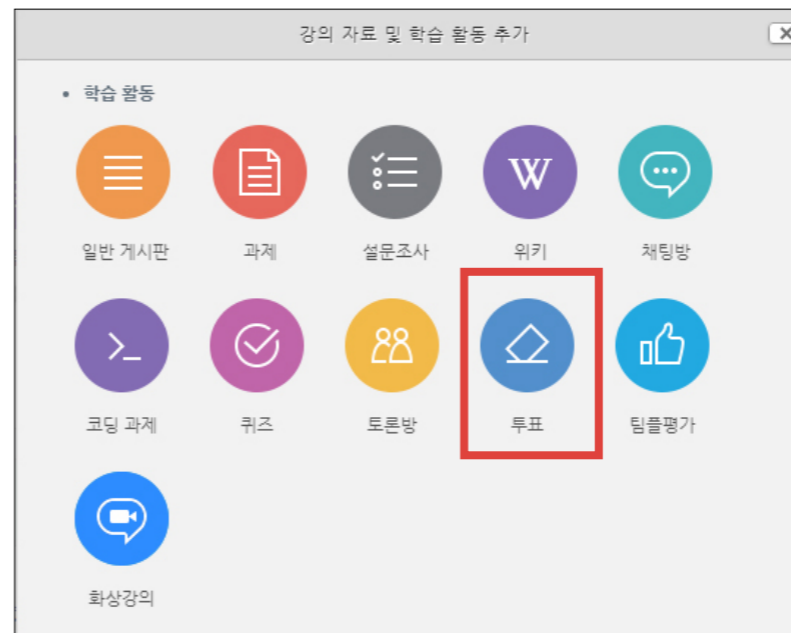 강의 자료 및 학습 활동 추가
학습 활동
일반 게시판 과제 설문조사 위키 채팅방
코딩 과제 퀴즈 토론방 투표 팀플평가
화상강의